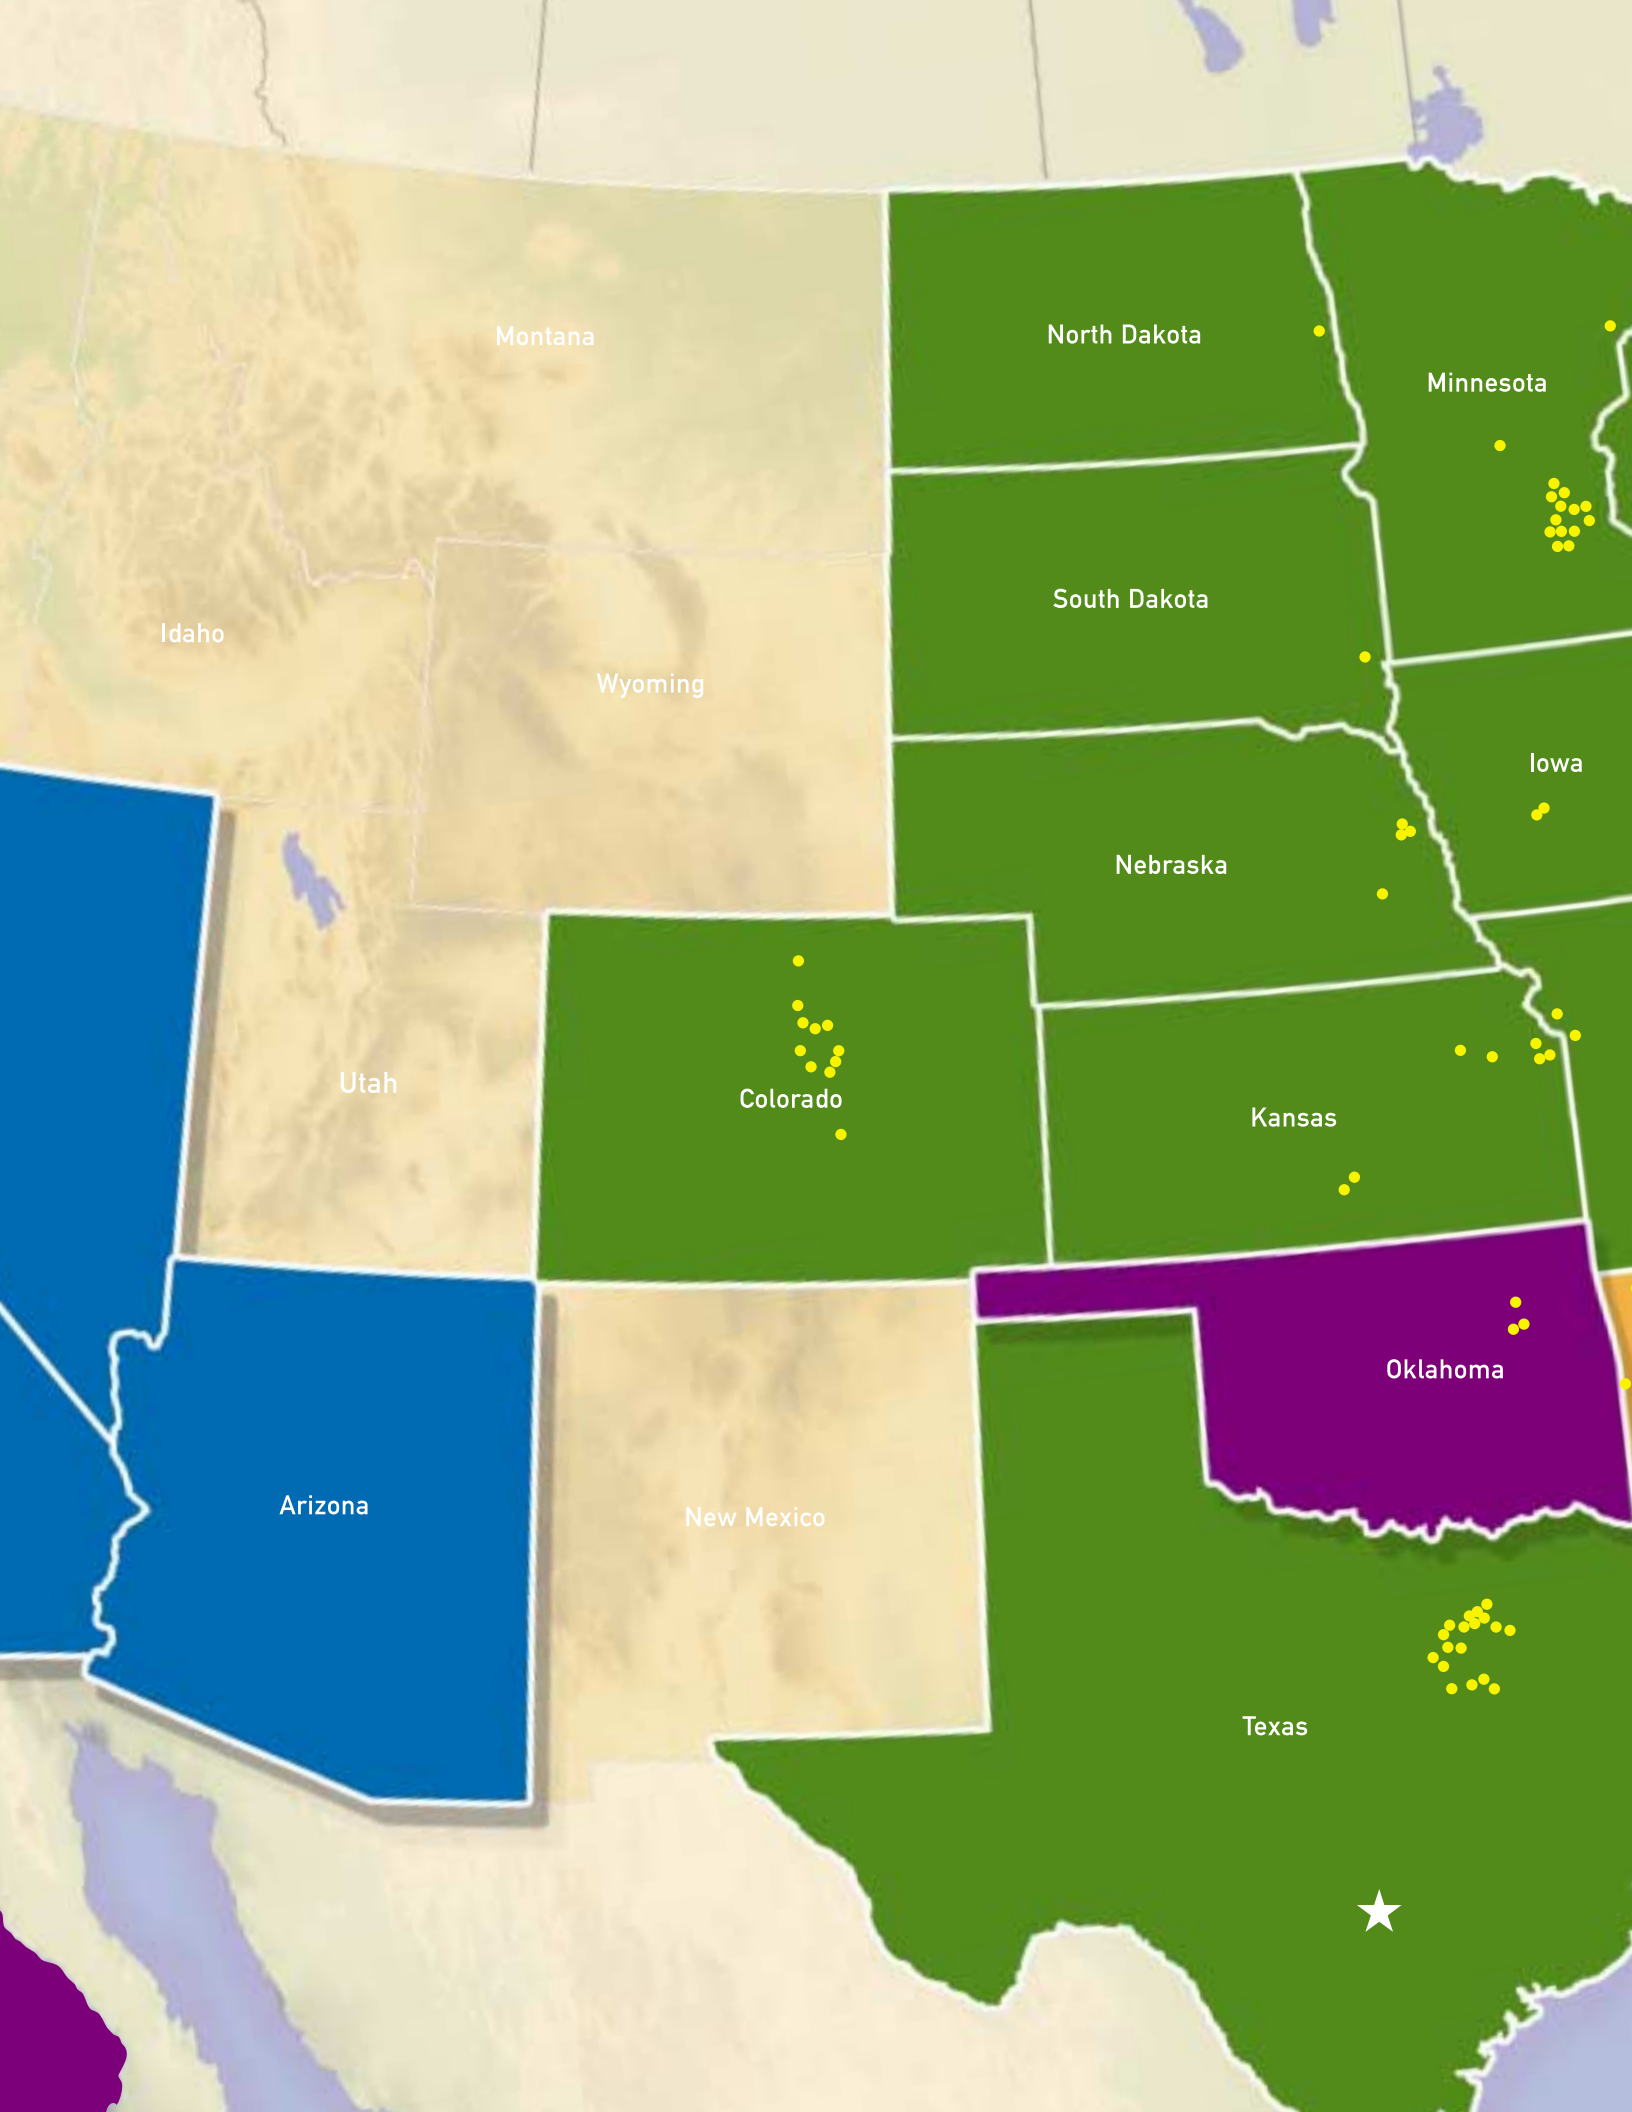 North Dakota
Montana
Minnesota
South Dakota
Idaho
Wyoming
Iowa
Nebraska
Utah
Colorado
Kansas
Oklahoma
Arizona
New Mexico
Texas